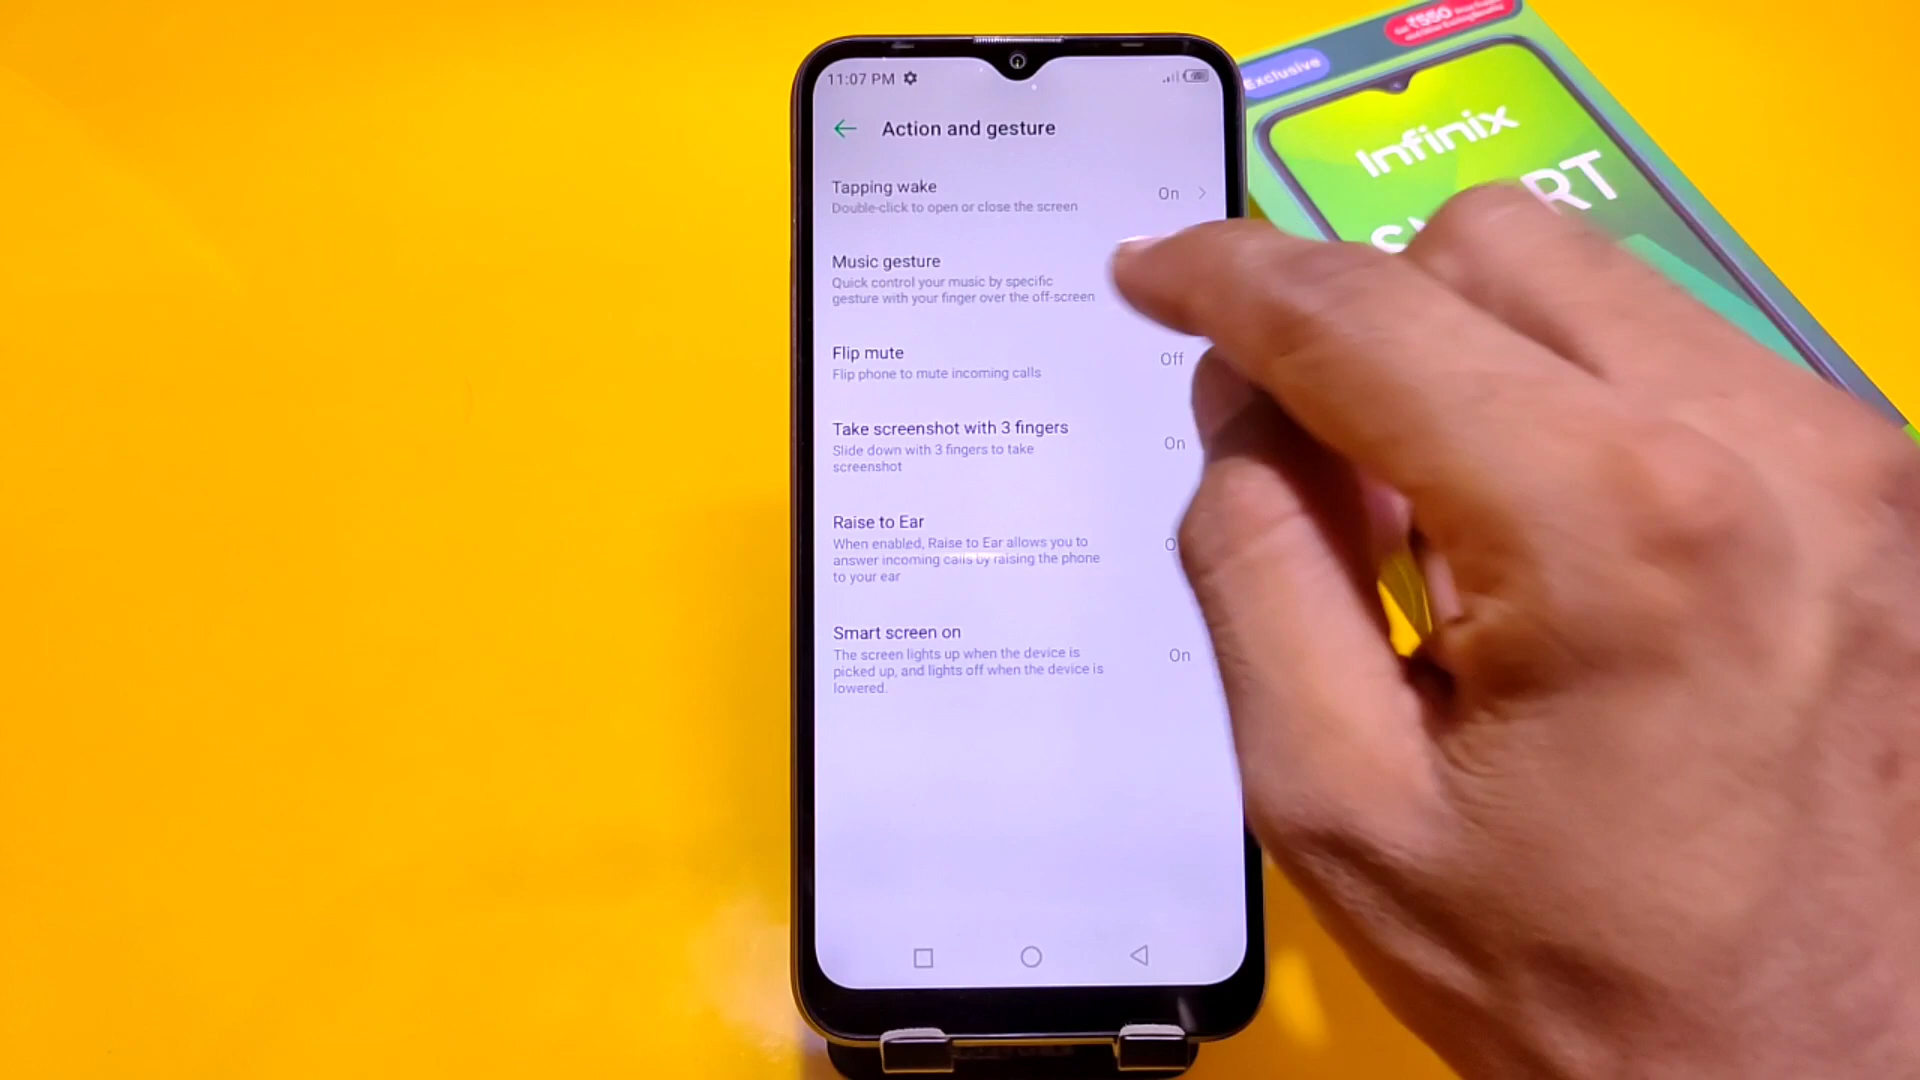 11:07 PM
Action and gesture
Tapping wake
Double-click to open or close the screen
On
Music gesture
Quick control your music by specific
gesture with your finger over the off-screen
Flip mute
Flip phone to mute incoming calls
Off
Take screenshot with 3 fingers
Slide down with 3 fingers to take
screenshot
On
Raise to Ear
When enabled, Raise to Ear allows you to
answer incoming calls by raising the phone
to your ear
Smart screen on
The screen lights up when the device is
picked up, and lights off when the device is
lowered.
On
Exclusive
₹550
Infinix
RT